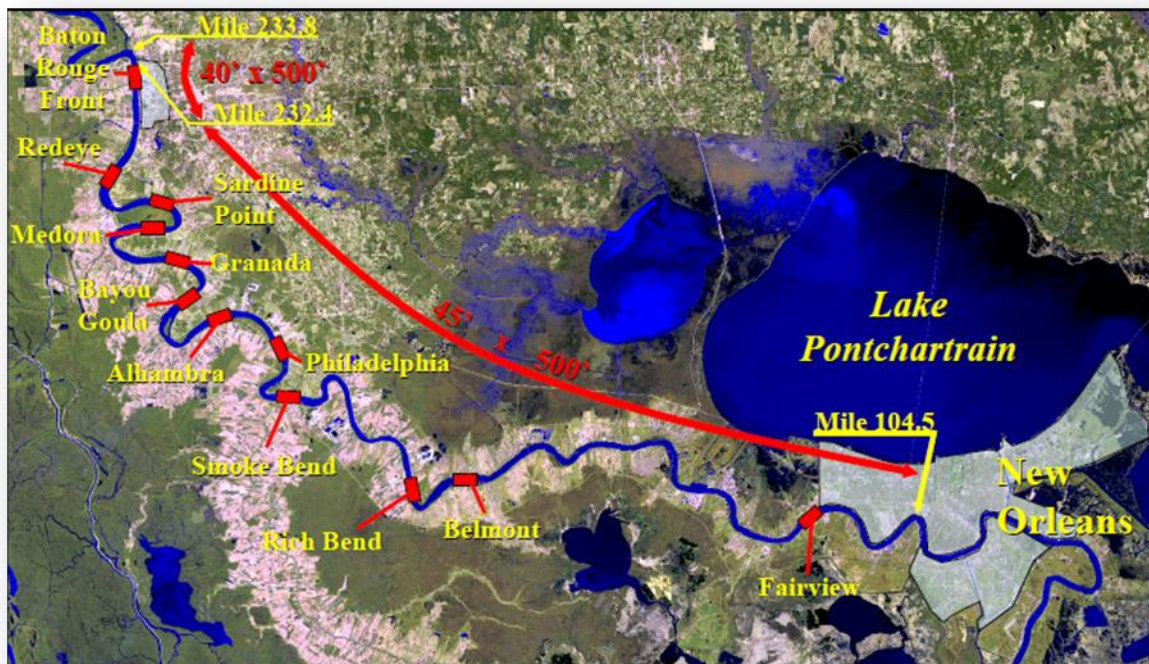 Mile 233.8
Baton
Rouge
Front
40' x 500'
Mile 232.4
Redeye
Sardine
Point
Medora
Granada
Bayou
Goula
Alhambra
Philadelphia
45' x 500'
Lake
Pontchartrain
Mile 104.5
Smoke Bend
New
Orleans
Rich Bend
Belmont
Fairview